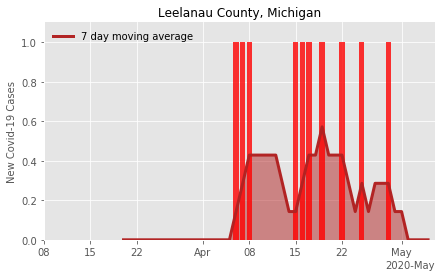 Leelanau County, Michigan
7 day moving average
New Covid-19 Cases
1.0
0.8
0.6
0.4
0.2
0.0
08 15 22 Apr 08 15 22 May
2020-May